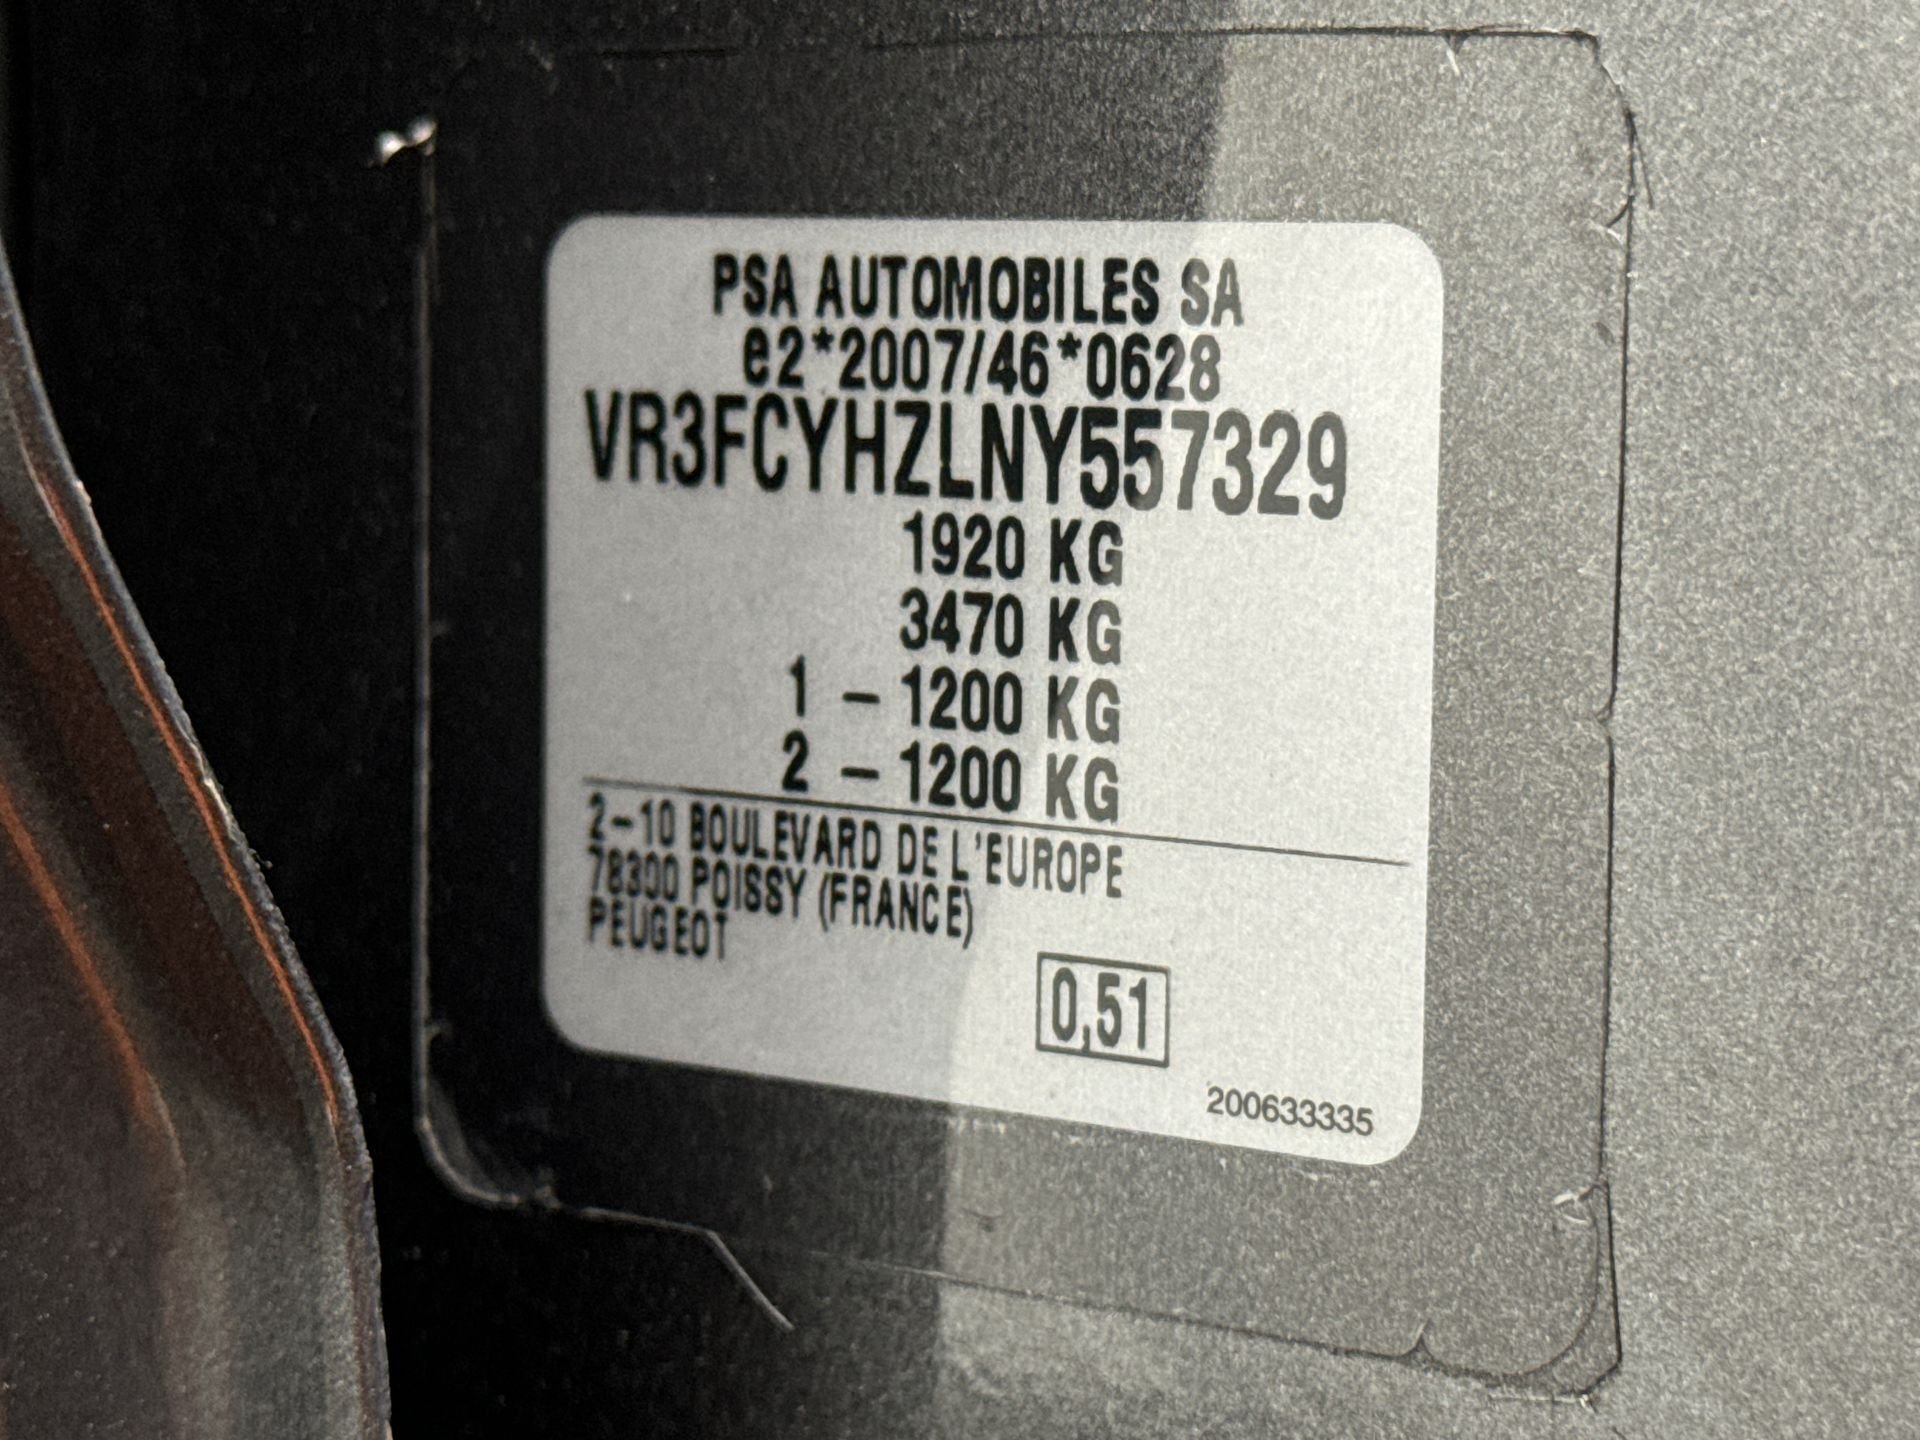 PSA AUTOMOBILES SA
e2*2007/46*0628
VR3FCYHZLNY557329
1920 KG
3470 KG
1 - 1200 KG
2 - 1200 KG
2-10 BOULEVARD DE L'EUROPE
78300 POISSY (FRANCE)
PEUGEOT
0,51
200633335